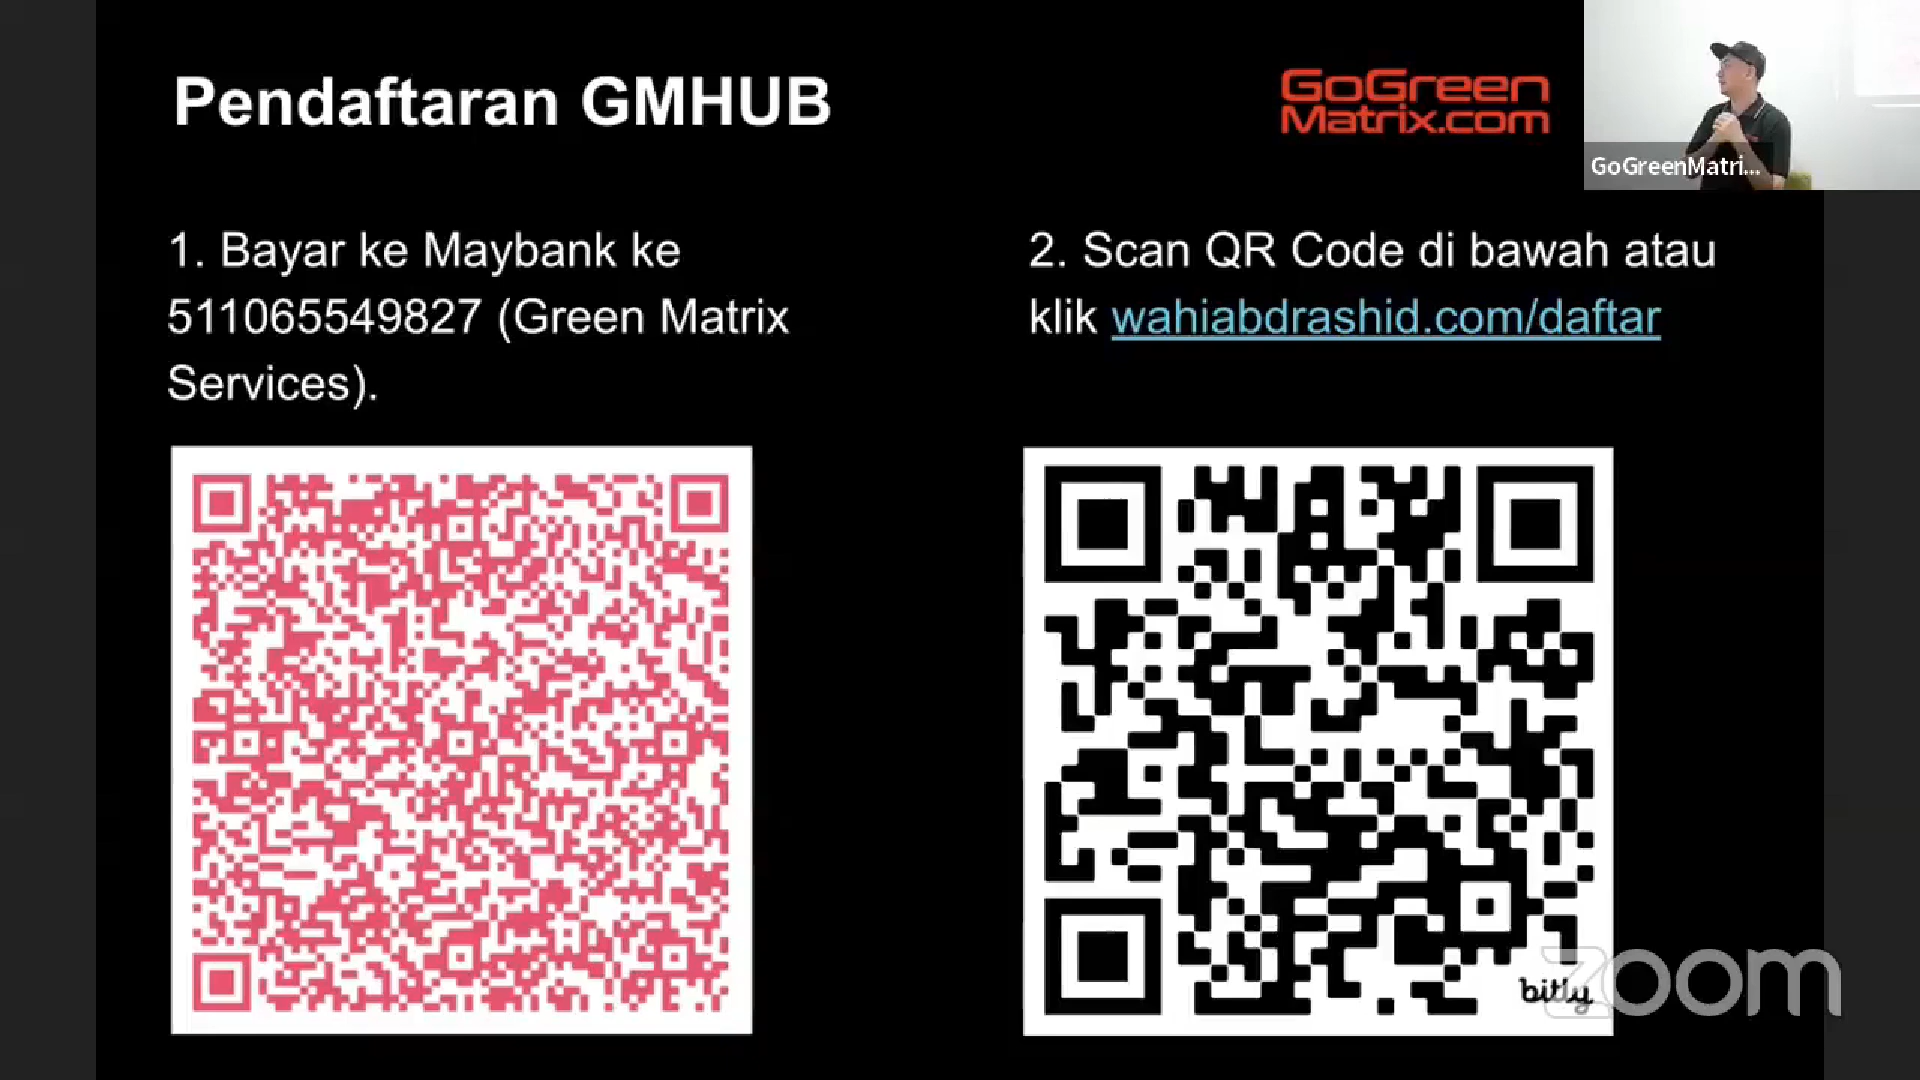 Pendaftaran GMHUB
GoGreen
Matrix.com
GoGreenMatri...
1. Bayar ke Maybank ke
511065549827 (Green Matrix
Services).
2. Scan QR Code di bawah atau
klik wahiabdrashid.com/daftar
bitly
zoom